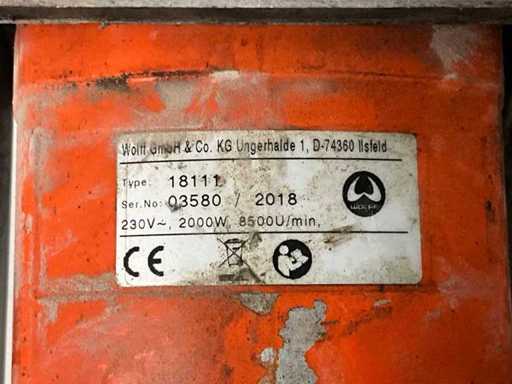 Wolff GmbH & Co. KG Ungerhalde 1, D-74360 Ilsfeld
Type: 18111
Ser.No: 03580 / 2018
WOLFF
230V~, 2000W, 8500U/min,
CE